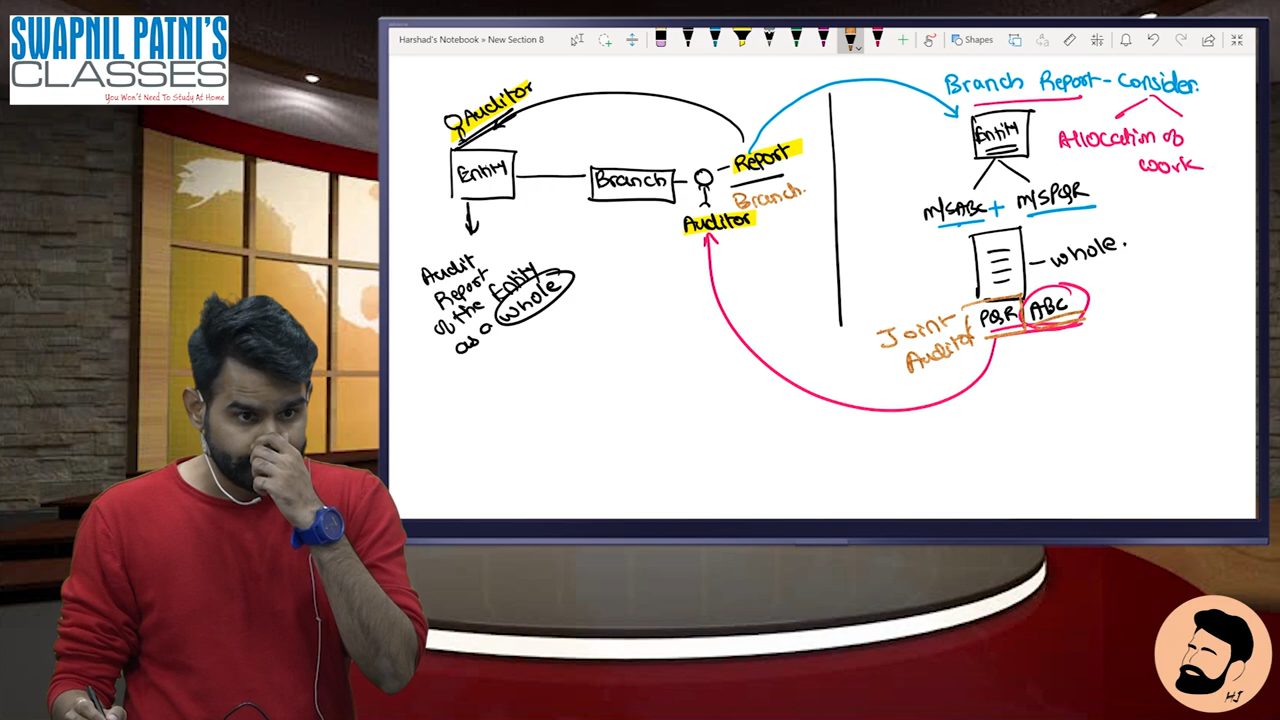 SWAPNIL PATNI'S
CLASSES
You Won't Need To Study At Home
Harshad's Notebook » New Section 8
Shapes
Auditor
Entity
Branch
Report
Branch.
Auditor
Audit
Report
of the Entity
as a whole
Branch Report - Consider.
Entity
Allocation of
work
M/S ABC + M/S PQR
whole.
PQR ABC
Joint
Auditor
HJ